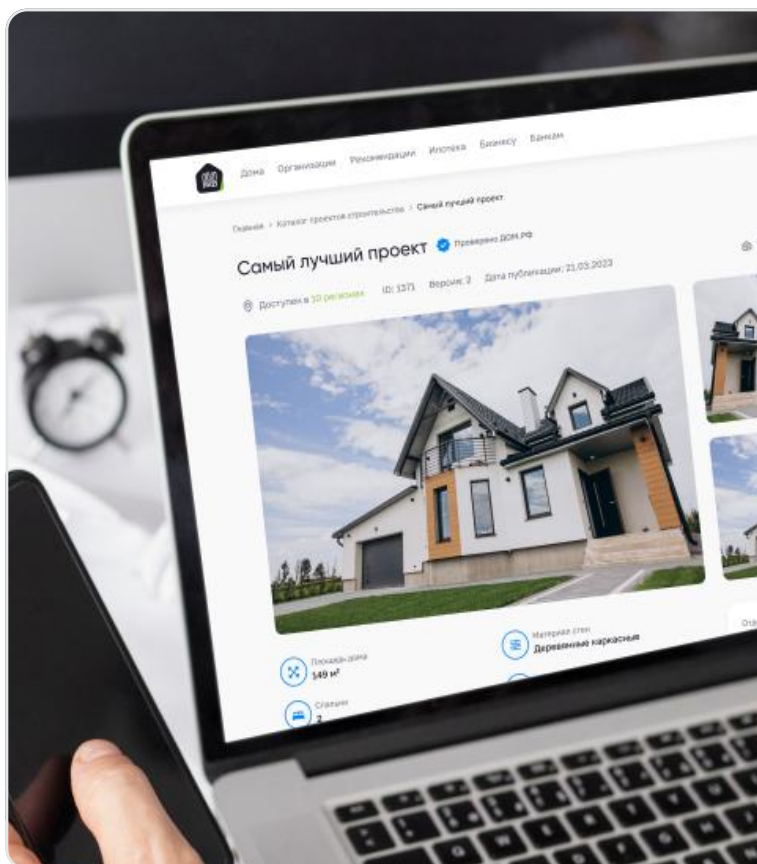 Дома Организации Рекомендации Ипотека Бизнесу Банкам
Главная > Каталог проектов строительства > Самый лучший проект
Самый лучший проект Проверено ДОМ.РФ
Доступен в 10 регионах ID: 1371 Версия: 2 Дата публикации: 21.03.2023
Площадь дома
149 м²
Материал стен
Деревянные каркасные
Спальни
2